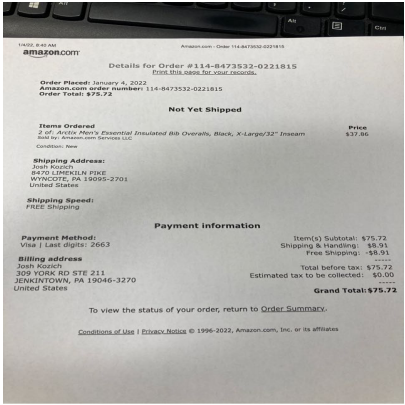 Alt
Alt
Ctrl
1/4/22, 8:40 AM
Amazon.com - Order 114-8473532-0221815
amazon.com
Details for Order #114-8473532-0221815
Print this page for your records.
Order Placed: January 4, 2022
Amazon.com order number: 114-8473532-0221815
Order Total: $75.72
Not Yet Shipped
Items Ordered Price
2 of: Arctix Men's Essential Insulated Bib Overalls, Black, X-Large/32" Inseam $37.86
Sold by: Amazon.com Services LLC
Condition: New
Shipping Address:
Josh Kozich
8470 LIMEKILN PIKE
WYNCOTE, PA 19095-2701
United States
Shipping Speed:
FREE Shipping
Payment information
Payment Method: Item(s) Subtotal: $75.72
Visa | Last digits: 2663 Shipping & Handling: $8.91
Free Shipping: -$8.91
-----
Billing address Total before tax: $75.72
Josh Kozich Estimated tax to be collected: $0.00
309 YORK RD STE 211 -----
JENKINTOWN, PA 19046-3270 Grand Total: $75.72
United States
To view the status of your order, return to Order Summary.
Conditions of Use | Privacy Notice © 1996-2022, Amazon.com, Inc. or its affiliates